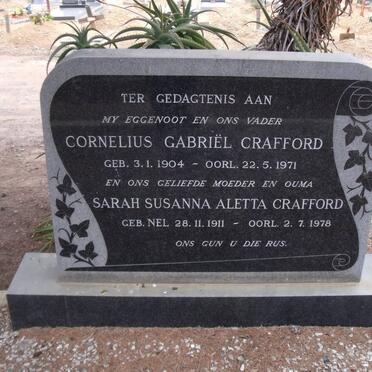 TER GEDAGTENIS AAN
MY EGGENOOT EN ONS VADER
CORNELIUS GABRIËL CRAFFORD
GEB. 3.1.1904 – OORL. 22.5.1971
EN ONS GELIEFDE MOEDER EN OUMA
SARAH SUSANNA ALETTA CRAFFORD
GEB. NEL 28.11.1911 – OORL. 2.7.1978
ONS GUN U DIE RUS.